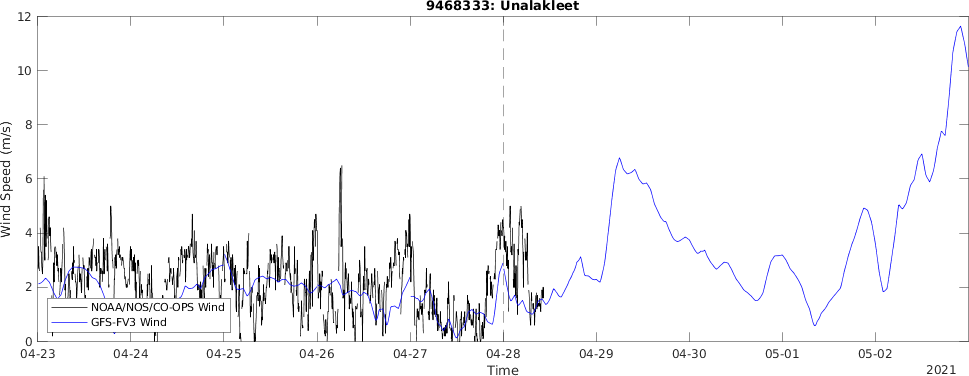 9468333: Unalakleet
12
10
8
6
4
2
0
Wind Speed (m/s)
NOAA/NOS/CO-OPS Wind
GFS-FV3 Wind
04-23 04-24 04-25 04-26 04-27 04-28 04-29 04-30 05-01 05-02
Time
2021